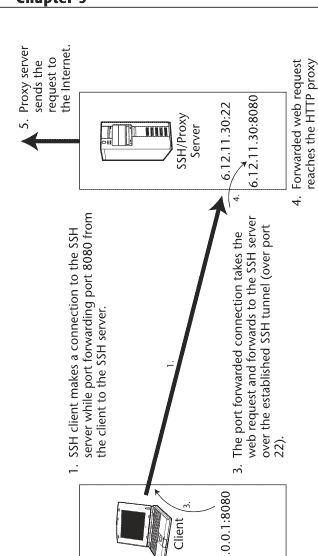 Chapter 5
5. Proxy server
sends the
request to
the Internet.
SSH/Proxy
Server
6.12.11.30:22
6.12.11.30:8080
4.
4. Forwarded web request
reaches the HTTP proxy
1. SSH client makes a connection to the SSH
server while port forwarding port 8080 from
the client to the SSH server.
1.
3. The port forwarded connection takes the
web request and forwards to the SSH server
over the established SSH tunnel (over port
22).
3.
Client
.0.0.1:8080